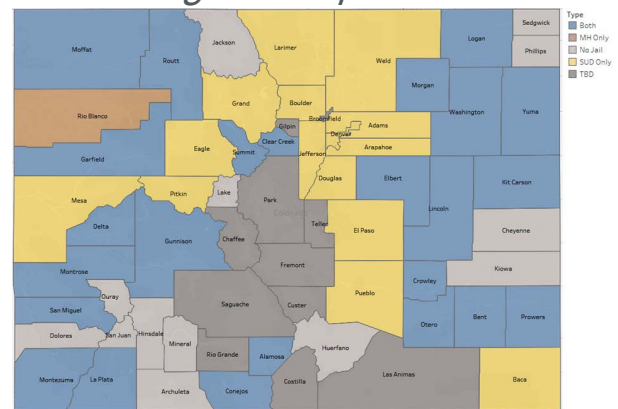 Type
Both
MH Only
No Jail
SUD Only
TBD
Moffat
Routt
Jackson
Larimer
Weld
Logan
Sedgwick
Phillips
Morgan
Washington
Yuma
Rio Blanco
Grand
Boulder
Broomfield
Adams
Denver
Arapahoe
Gilpin
Clear Creek
Jefferson
Garfield
Eagle
Summit
Douglas
Elbert
Kit Carson
Lincoln
Mesa
Pitkin
Lake
Park
Teller
El Paso
Cheyenne
Delta
Gunnison
Chaffee
Fremont
Kiowa
Montrose
Crowley
Pueblo
Ouray
San Miguel
Saguache
Custer
Otero
Bent
Prowers
Dolores
San Juan
Hinsdale
Mineral
Rio Grande
Alamosa
Huerfano
Las Animas
Baca
Montezuma
La Plata
Archuleta
Conejos
Costilla